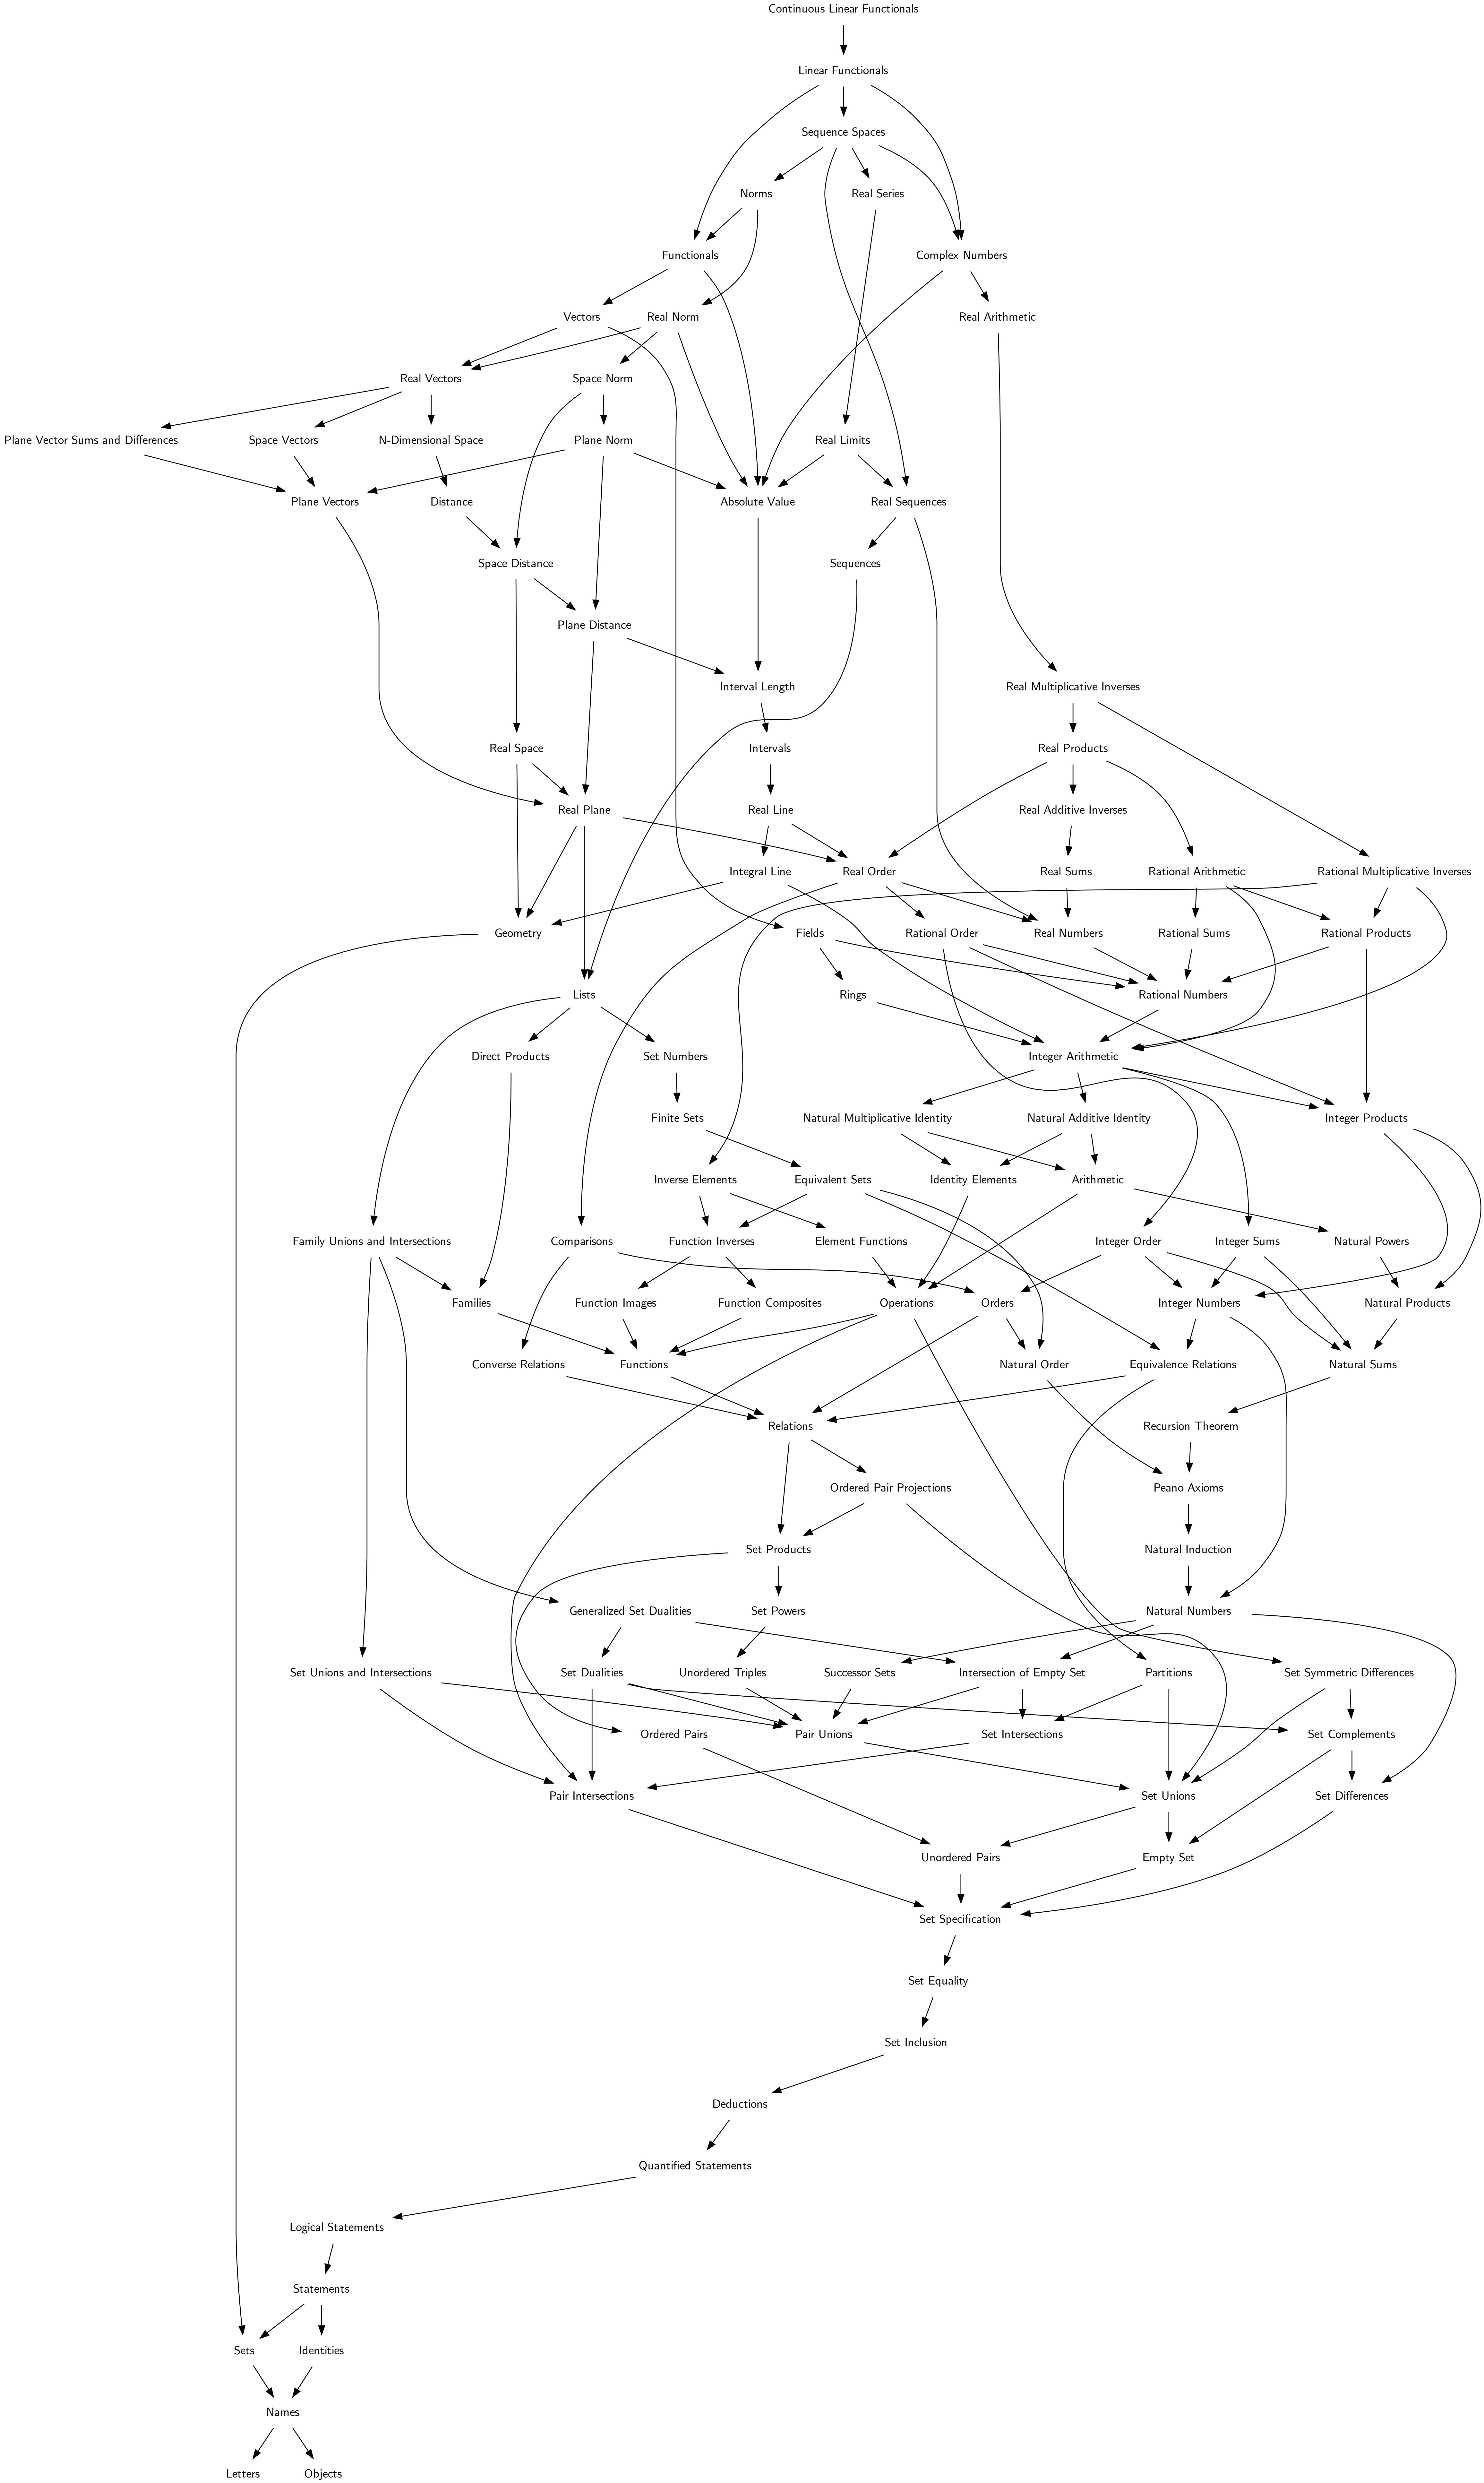 Continuous Linear Functionals
Linear Functionals
Sequence Spaces
Norms
Real Series
Functionals
Complex Numbers
Vectors
Real Norm
Real Arithmetic
Real Vectors
Space Norm
Plane Vector Sums and Differences
Space Vectors
N-Dimensional Space
Plane Norm
Real Limits
Plane Vectors
Distance
Absolute Value
Real Sequences
Space Distance
Sequences
Plane Distance
Interval Length
Real Multiplicative Inverses
Real Space
Intervals
Real Products
Real Plane
Real Line
Real Additive Inverses
Integral Line
Real Order
Real Sums
Rational Arithmetic
Rational Multiplicative Inverses
Geometry
Fields
Rational Order
Real Numbers
Rational Sums
Rational Products
Lists
Rings
Rational Numbers
Direct Products
Set Numbers
Integer Arithmetic
Finite Sets
Natural Multiplicative Identity
Natural Additive Identity
Integer Products
Inverse Elements
Equivalent Sets
Identity Elements
Arithmetic
Family Unions and Intersections
Comparisons
Function Inverses
Element Functions
Integer Order
Integer Sums
Natural Powers
Families
Function Images
Function Composites
Operations
Orders
Integer Numbers
Natural Products
Converse Relations
Functions
Natural Order
Equivalence Relations
Natural Sums
Relations
Recursion Theorem
Ordered Pair Projections
Peano Axioms
Set Products
Natural Induction
Generalized Set Dualities
Set Powers
Natural Numbers
Set Unions and Intersections
Set Dualities
Unordered Triples
Successor Sets
Intersection of Empty Set
Partitions
Set Symmetric Differences
Ordered Pairs
Pair Unions
Set Intersections
Set Complements
Pair Intersections
Set Unions
Set Differences
Unordered Pairs
Empty Set
Set Specification
Set Equality
Set Inclusion
Deductions
Quantified Statements
Logical Statements
Statements
Sets
Identities
Names
Letters
Objects